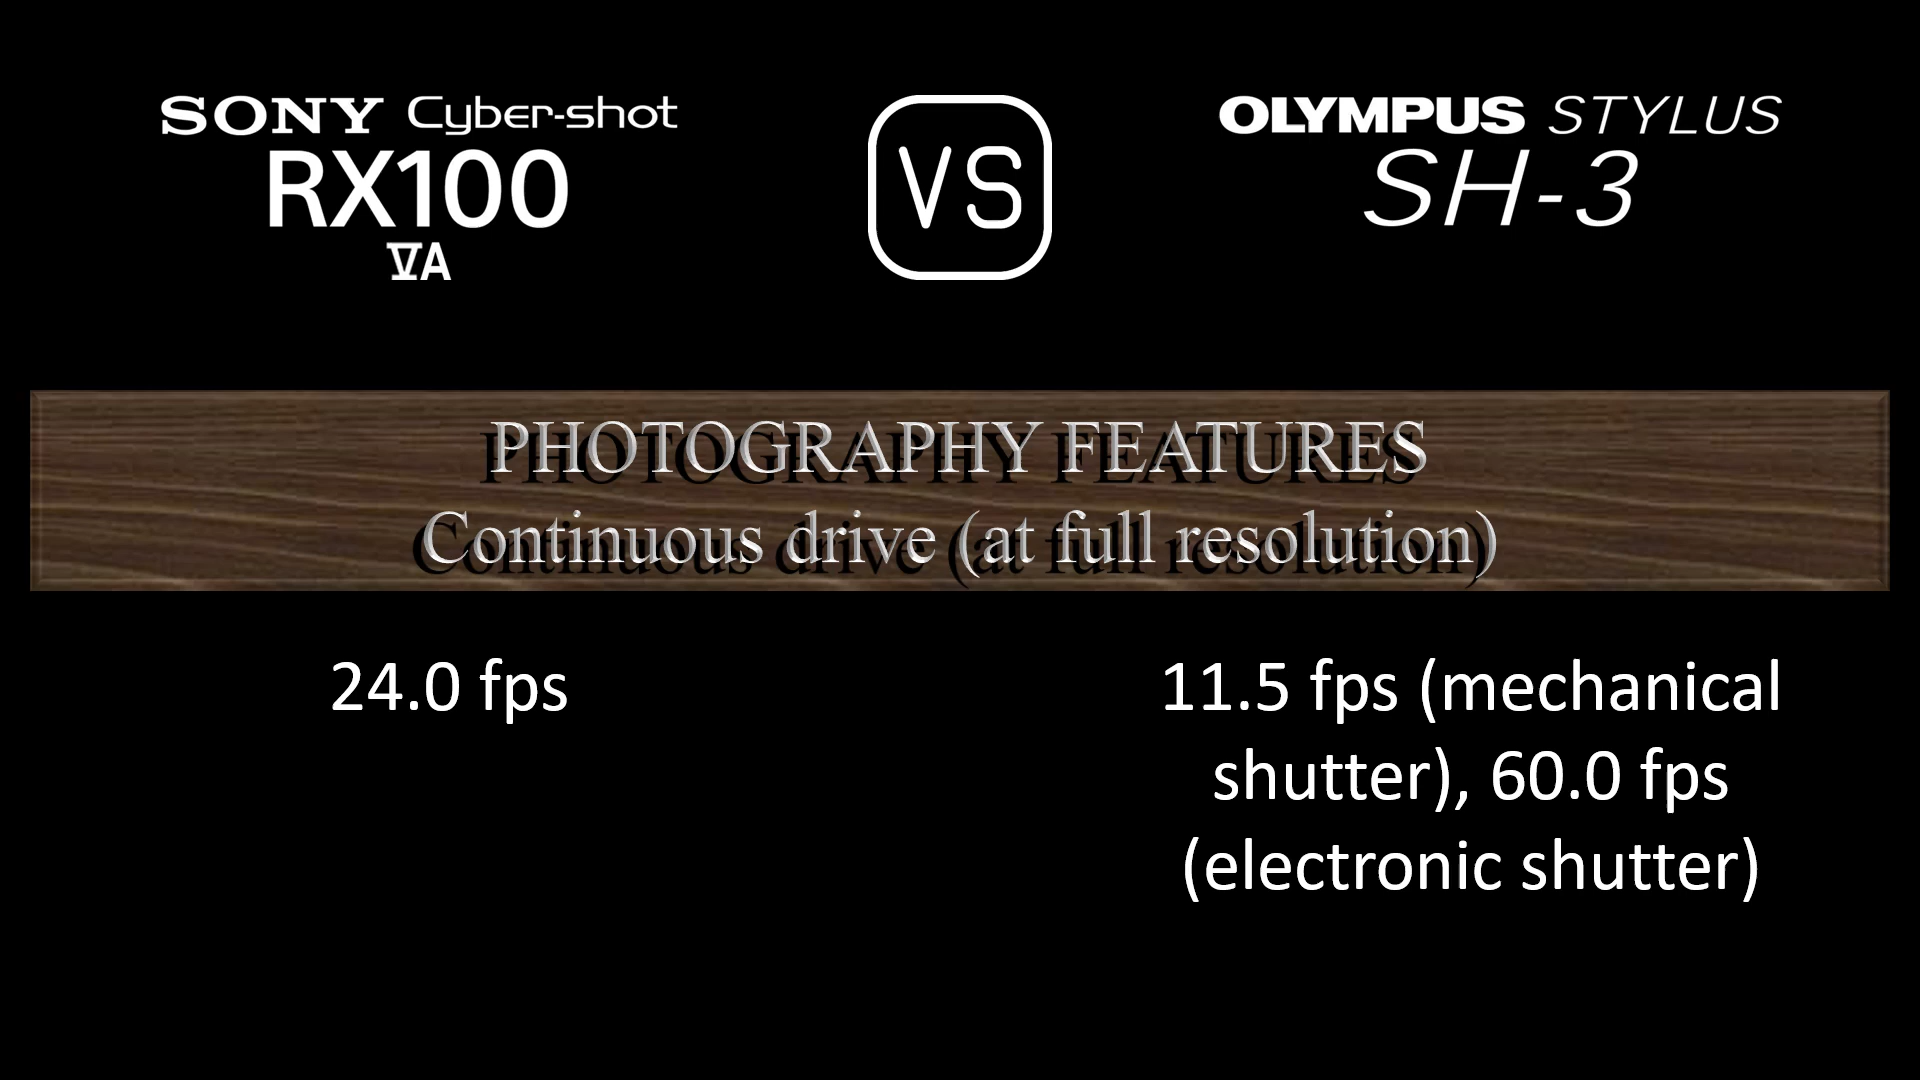 SONY Cyber-shot
RX100
VA
VS
OLYMPUS STYLUS
SH-3
PHOTOGRAPHY FEATURES
Continuous drive (at full resolution)
24.0 fps
11.5 fps (mechanical
shutter), 60.0 fps
(electronic shutter)